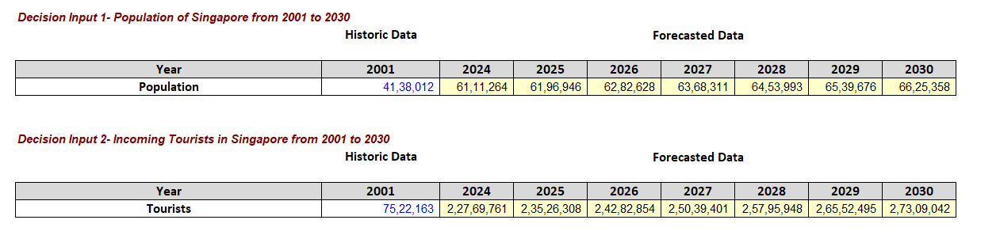 Decision Input 1- Population of Singapore from 2001 to 2030
Historic Data Forecasted Data
Year 2001 2024 2025 2026 2027 2028 2029 2030
Population 41,38,012 61,11,264 61,96,946 62,82,628 63,68,311 64,53,993 65,39,676 66,25,358
Decision Input 2- Incoming Tourists in Singapore from 2001 to 2030
Historic Data Forecasted Data
Year 2001 2024 2025 2026 2027 2028 2029 2030
Tourists 75,22,163 2,27,69,761 2,35,26,308 2,42,82,854 2,50,39,401 2,57,95,948 2,65,52,495 2,73,09,042